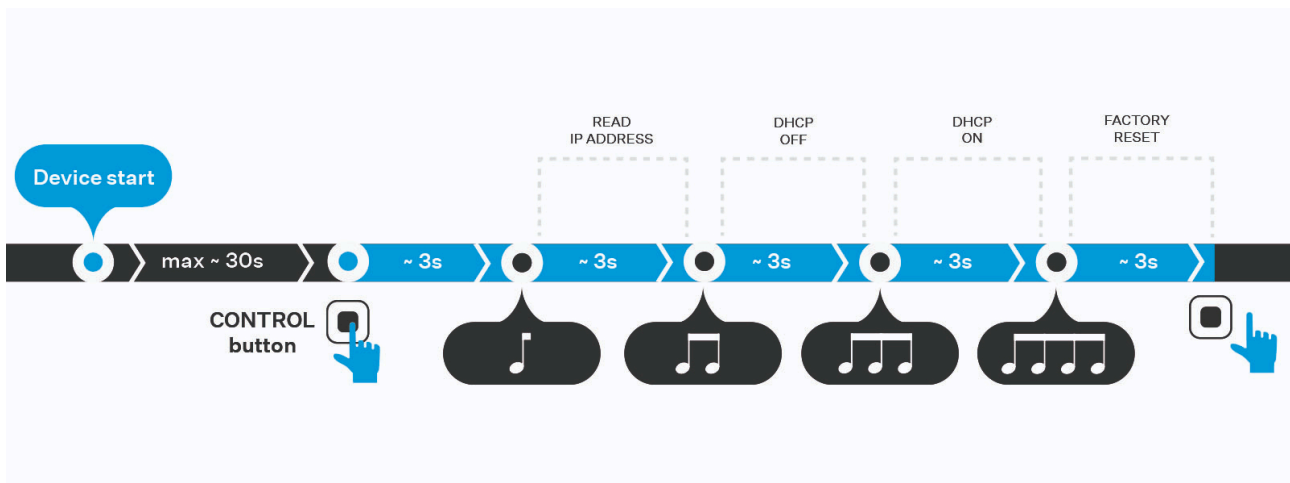 READ
IP ADDRESS
DHCP
OFF
DHCP
ON
FACTORY
RESET
Device start
max ~ 30s
~ 3s
~ 3s
~ 3s
~ 3s
~ 3s
CONTROL
button